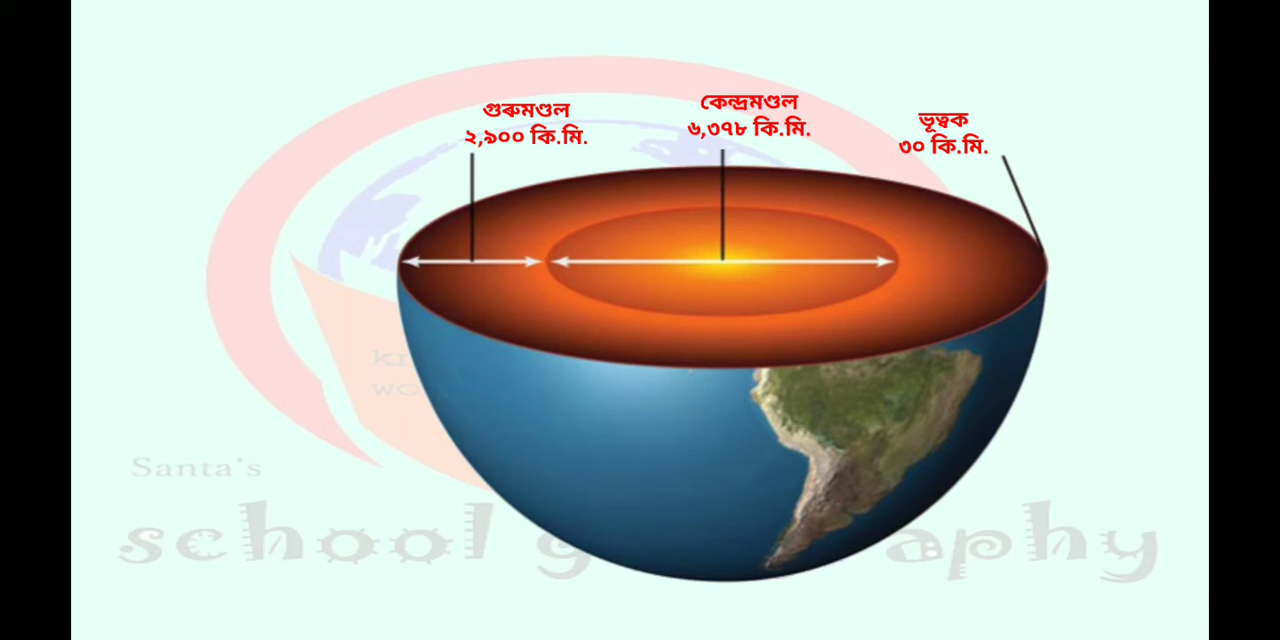 গুৰুমণ্ডল
২,৯০০ কি.মি.
কেন্দ্ৰমণ্ডল
৬,৩৭৮ কি.মি.
ভূত্বক
৩০ কি.মি.
Santa's
school g aphy